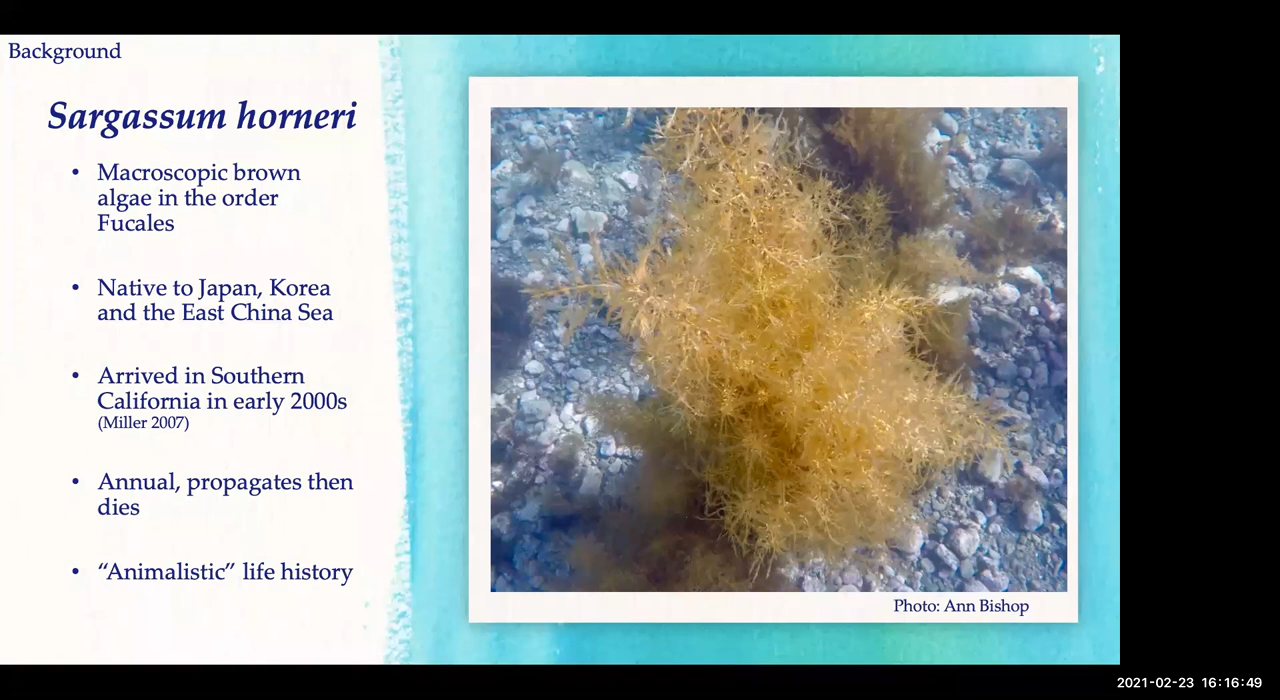 Background
Sargassum horneri
• Macroscopic brown
algae in the order
Fucales
• Native to Japan, Korea
and the East China Sea
• Arrived in Southern
California in early 2000s
(Miller 2007)
• Annual, propagates then
dies
• “Animalistic” life history
Photo: Ann Bishop
2021-02-23 16:16:49